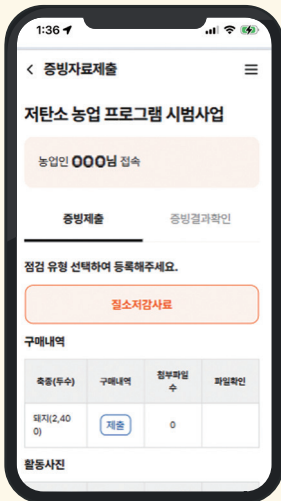 1:36
증빙자료제출
저탄소 농업 프로그램 시범사업
농업인 OOO님 접속
증빙제출 증빙결과확인
점검 유형 선택하여 등록해주세요.
질소저감사료
구매내역
축종(두수) 구매내역 첨부파일 파일확인
수
돼지(2,40 제출 0
0)
활동사진